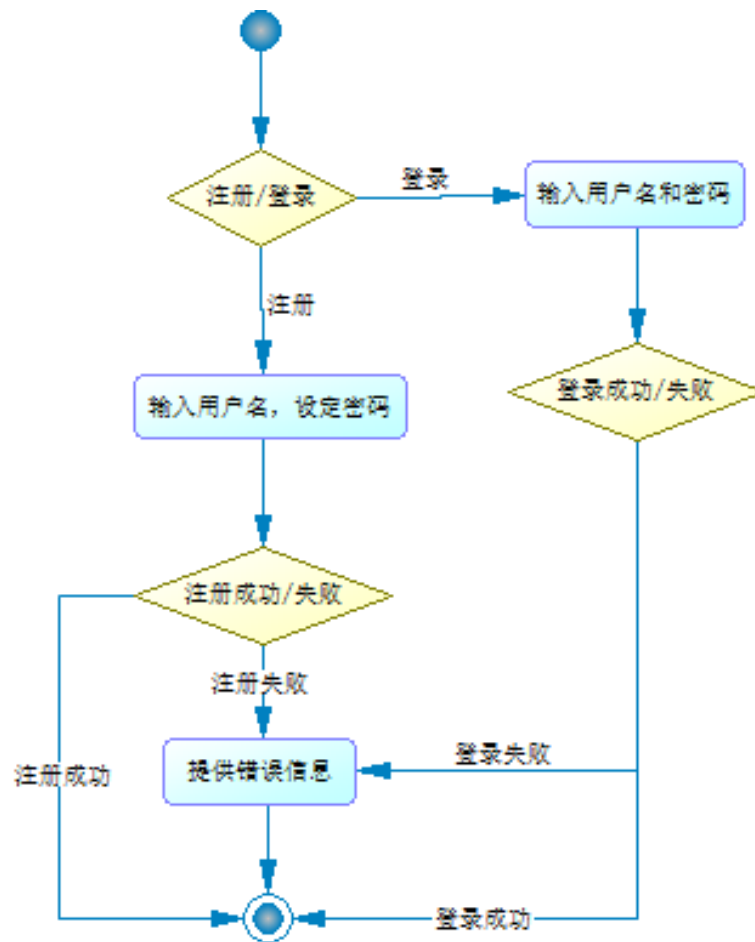 登录
注册/登录
输入用户名和密码
注册
输入用户名，设定密码
登录成功/失败
注册成功/失败
注册失败
登录失败
提供错误信息
注册成功
登录成功